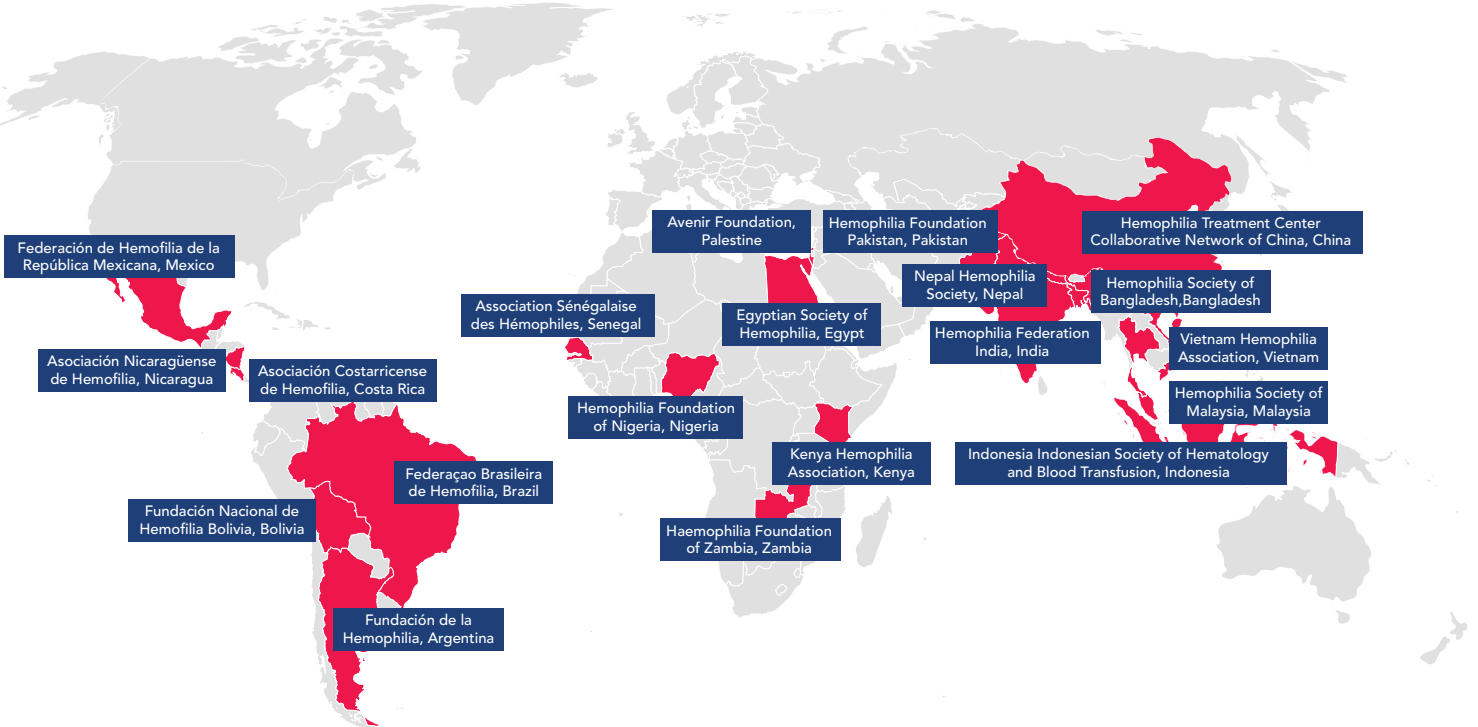 Avenir Foundation,
Palestine
Hemophilia Foundation
Pakistan, Pakistan
Hemophilia Treatment Center
Collaborative Network of China, China
Federación de Hemofilia de la
República Mexicana, Mexico
Nepal Hemophilia
Society, Nepal
Hemophilia Society of
Bangladesh,Bangladesh
Association Sénégalaise
des Hémophiles, Senegal
Egyptian Society of
Hemophilia, Egypt
Hemophilia Federation
India, India
Vietnam Hemophilia
Association, Vietnam
Asociación Nicaragüense
de Hemofilia, Nicaragua
Asociación Costarricense
de Hemofilia, Costa Rica
Hemophilia Society of
Malaysia, Malaysia
Hemophilia Foundation
of Nigeria, Nigeria
Kenya Hemophilia
Association, Kenya
Indonesia Indonesian Society of Hematology
and Blood Transfusion, Indonesia
Federaçao Brasileira
de Hemofilia, Brazil
Fundación Nacional de
Hemofilia Bolivia, Bolivia
Haemophilia Foundation
of Zambia, Zambia
Fundación de la
Hemophilia, Argentina